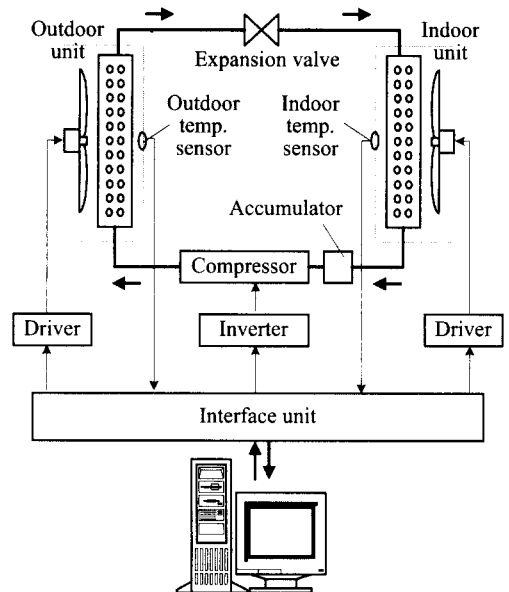 Outdoor
unit
Indoor
unit
Expansion valve
Outdoor
temp.
sensor
Indoor
temp.
sensor
Accumulator
Compressor
Driver
Inverter
Driver
Interface unit